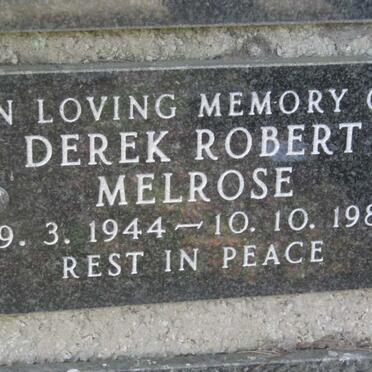 N LOVING MEMORY O
DEREK ROBERT
MELROSE
9. 3. 1944 – 10. 10. 198
REST IN PEACE